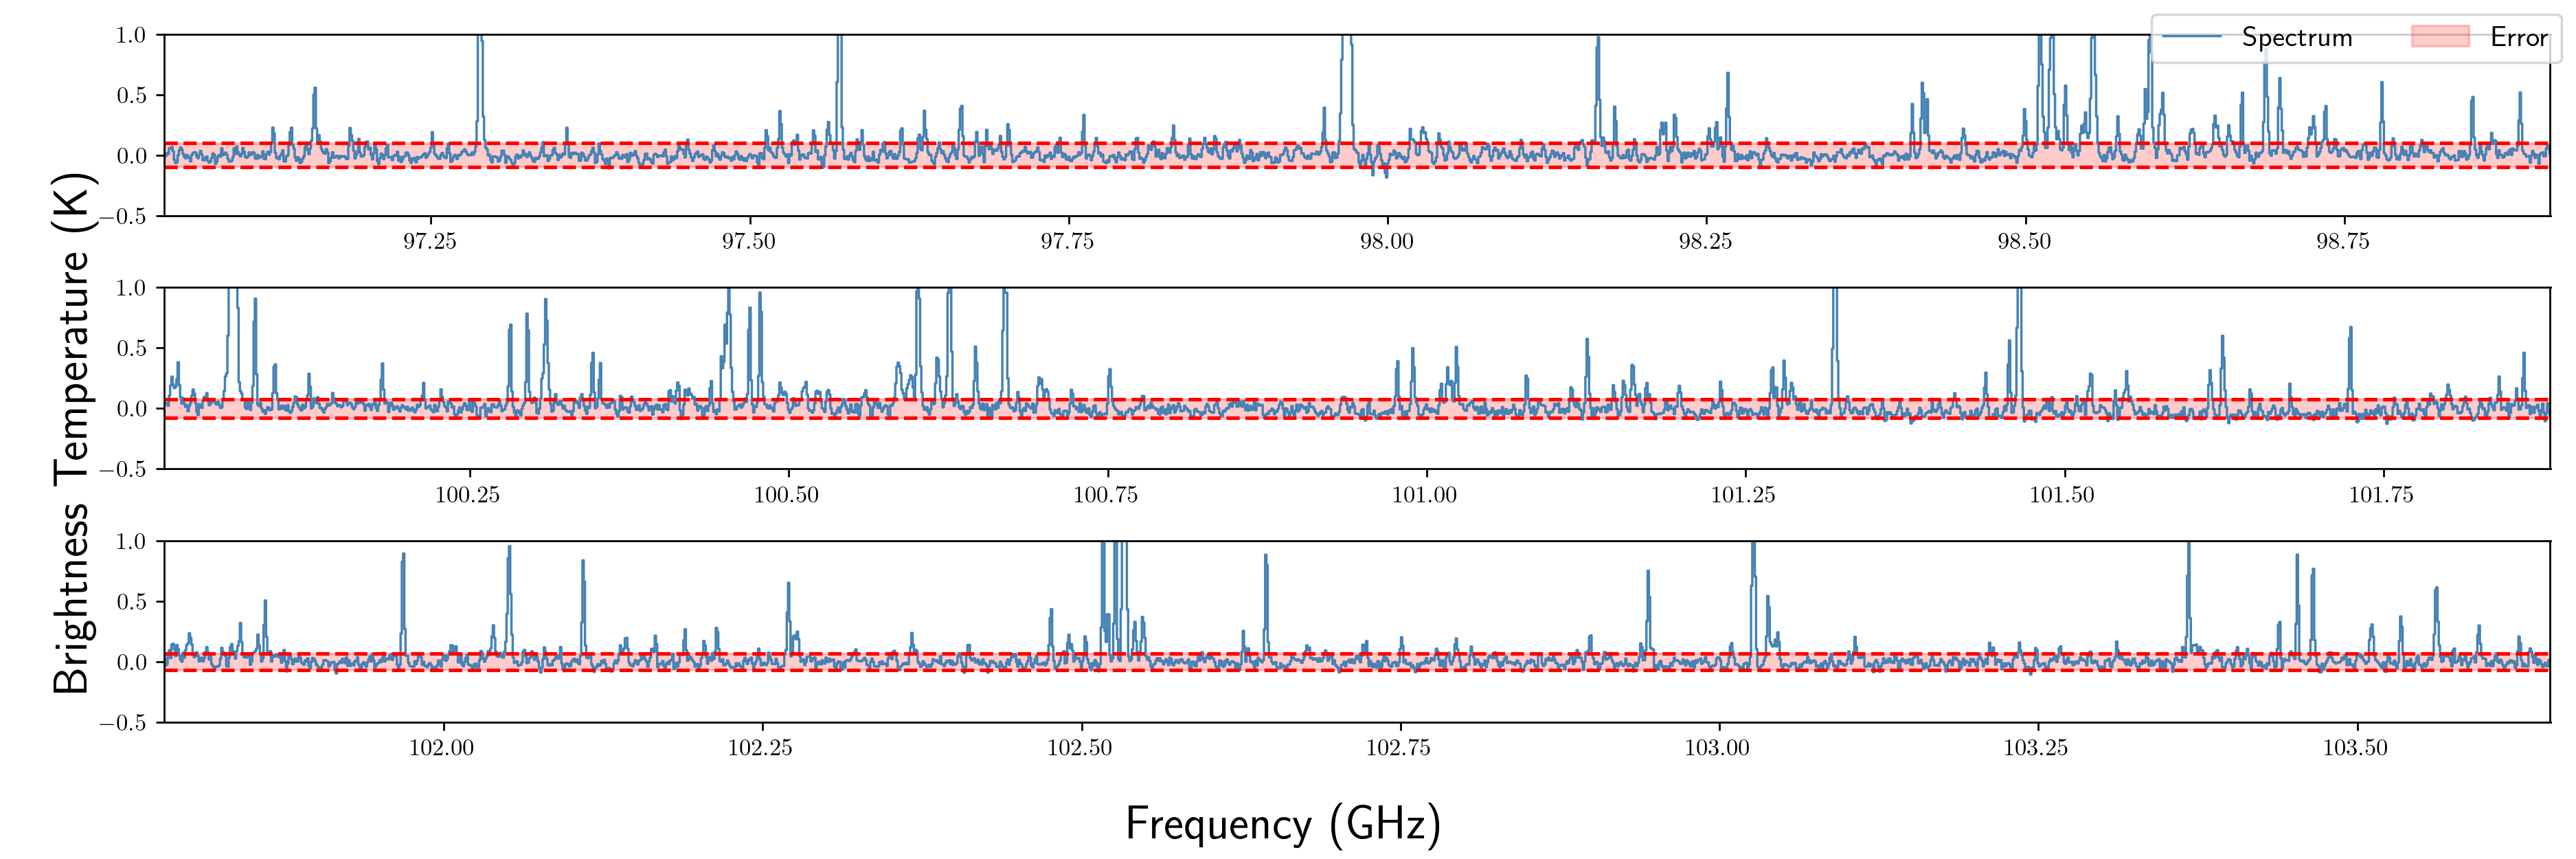 Spectrum Error
1.0
0.5
0.0
−0.5
97.25 97.50 97.75 98.00 98.25 98.50 98.75
1.0
0.5
0.0
−0.5
100.25 100.50 100.75 101.00 101.25 101.50 101.75
1.0
0.5
0.0
−0.5
102.00 102.25 102.50 102.75 103.00 103.25 103.50
Brightness Temperature (K)
Frequency (GHz)